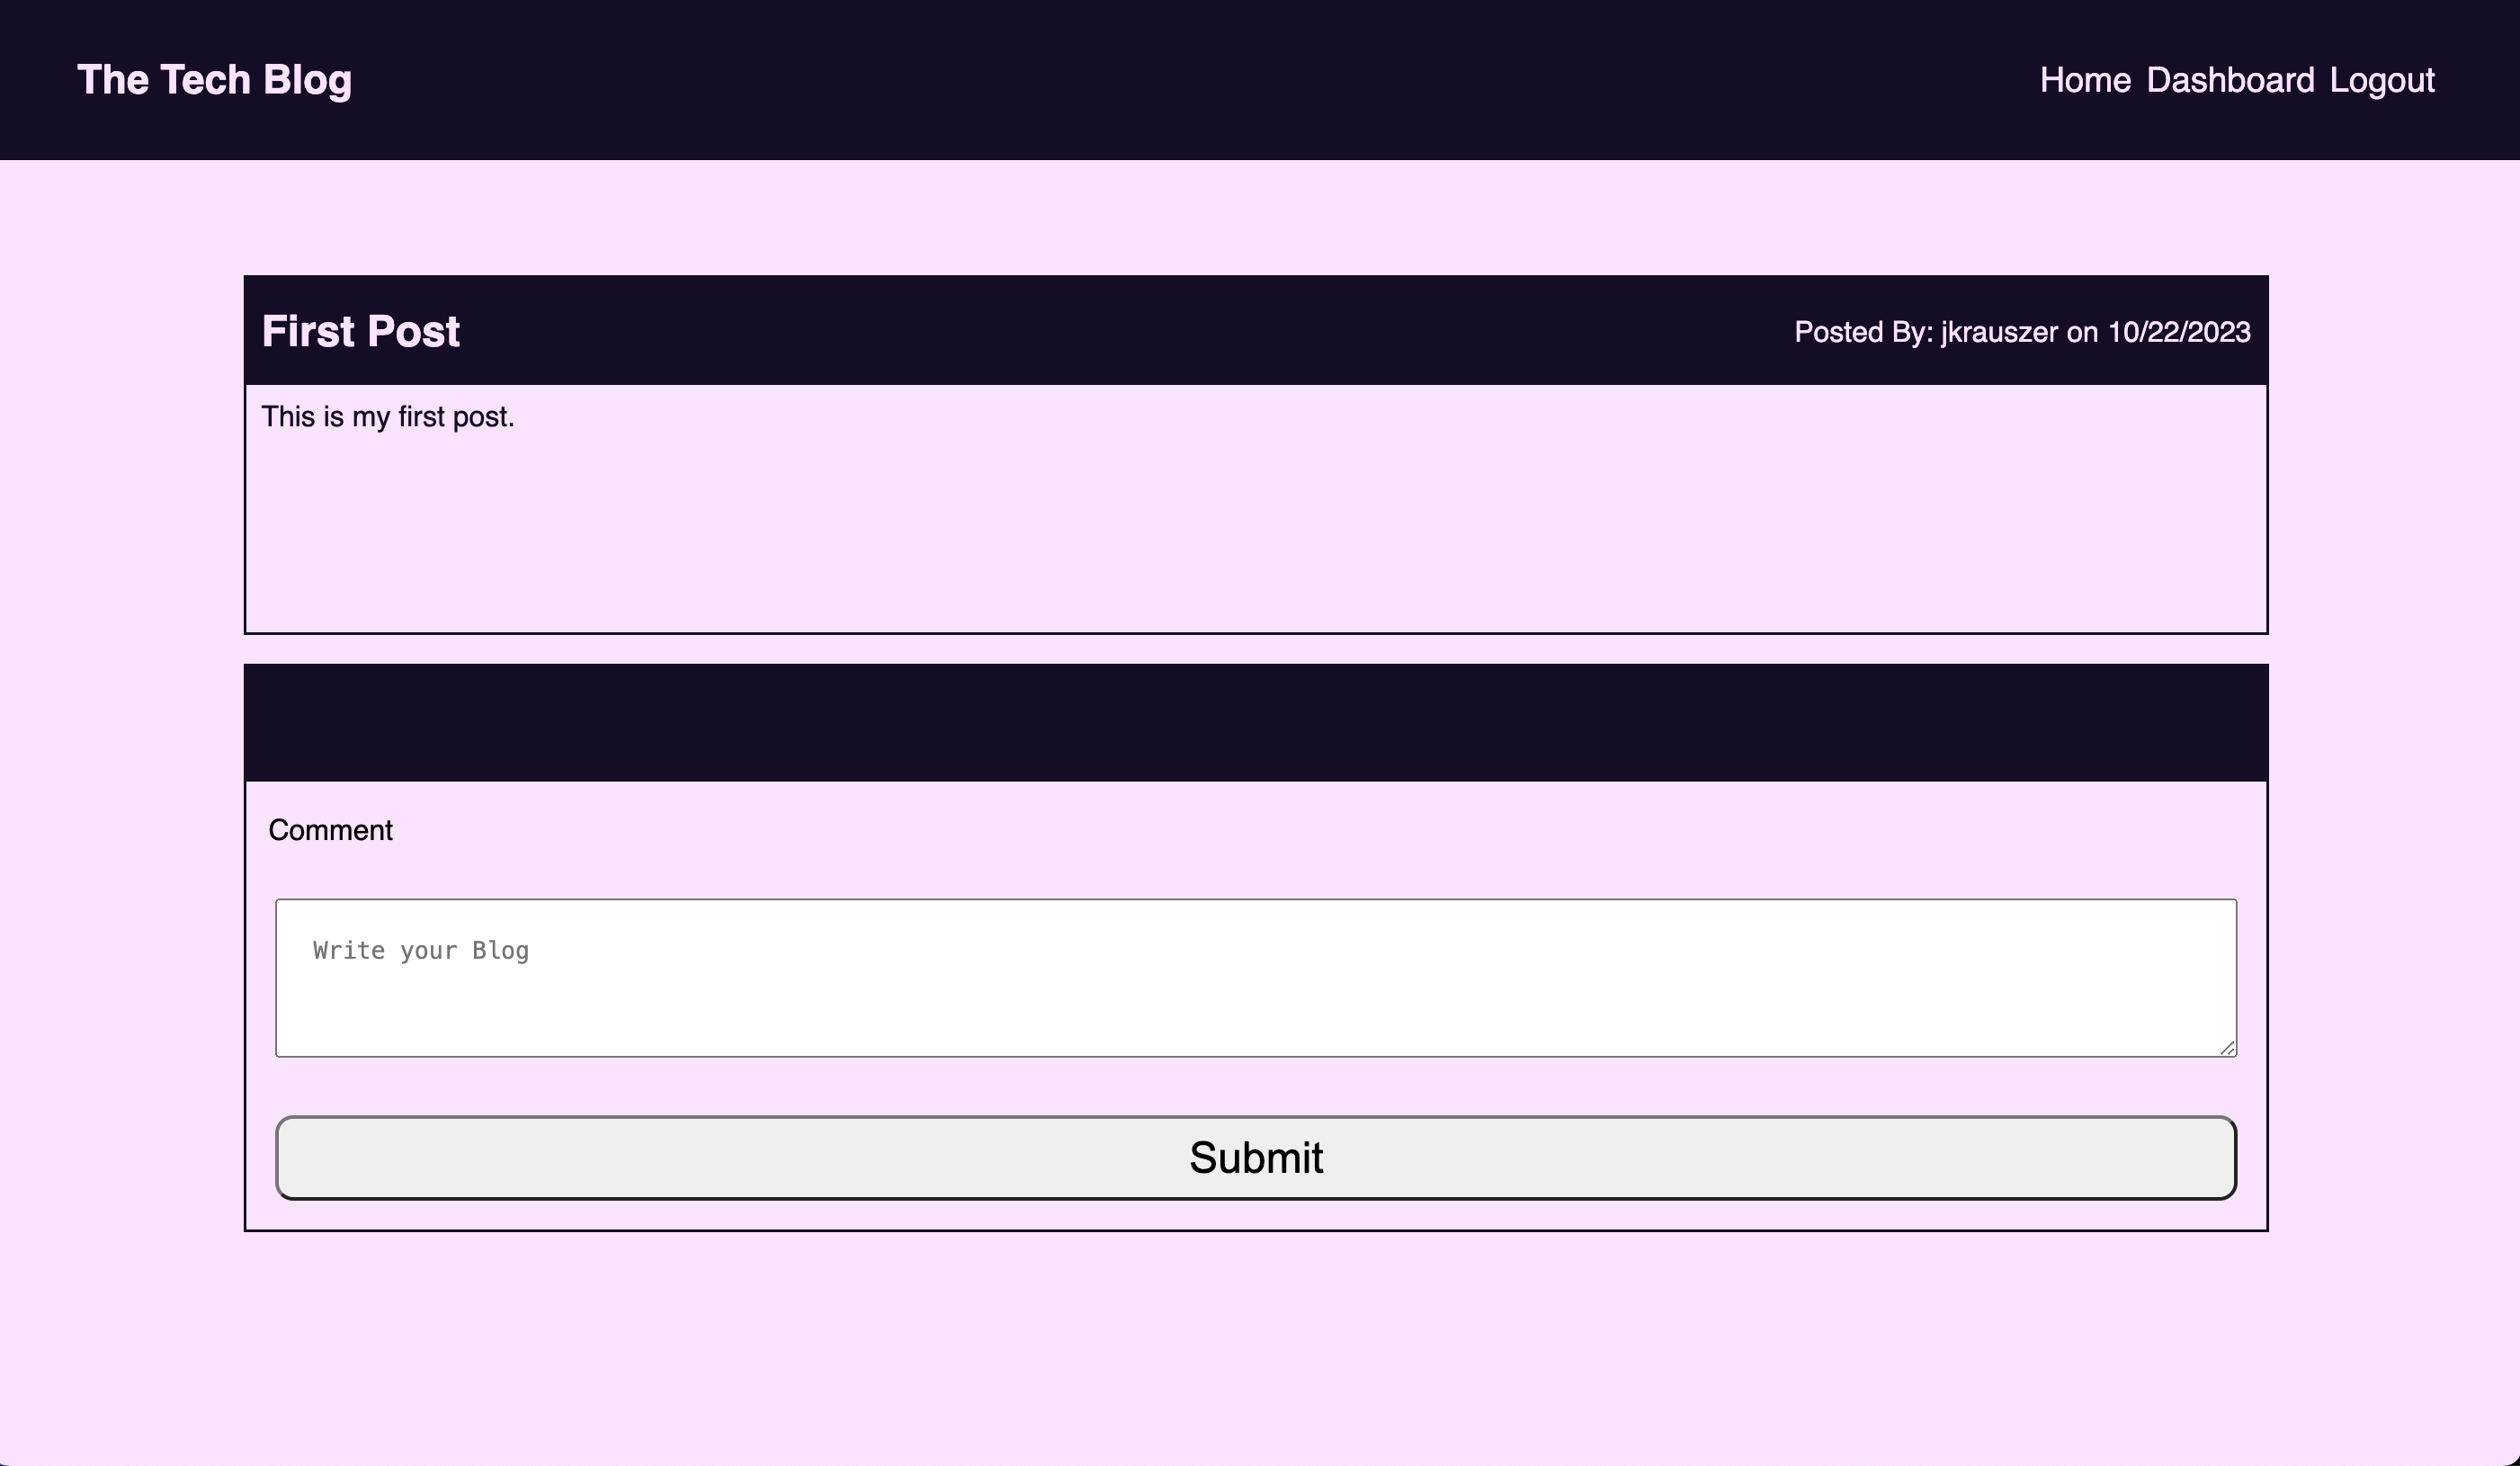 The Tech Blog
Home Dashboard Logout
First Post
Posted By: jkrauszer on 10/22/2023
This is my first post.
Comment
Write your Blog
Submit